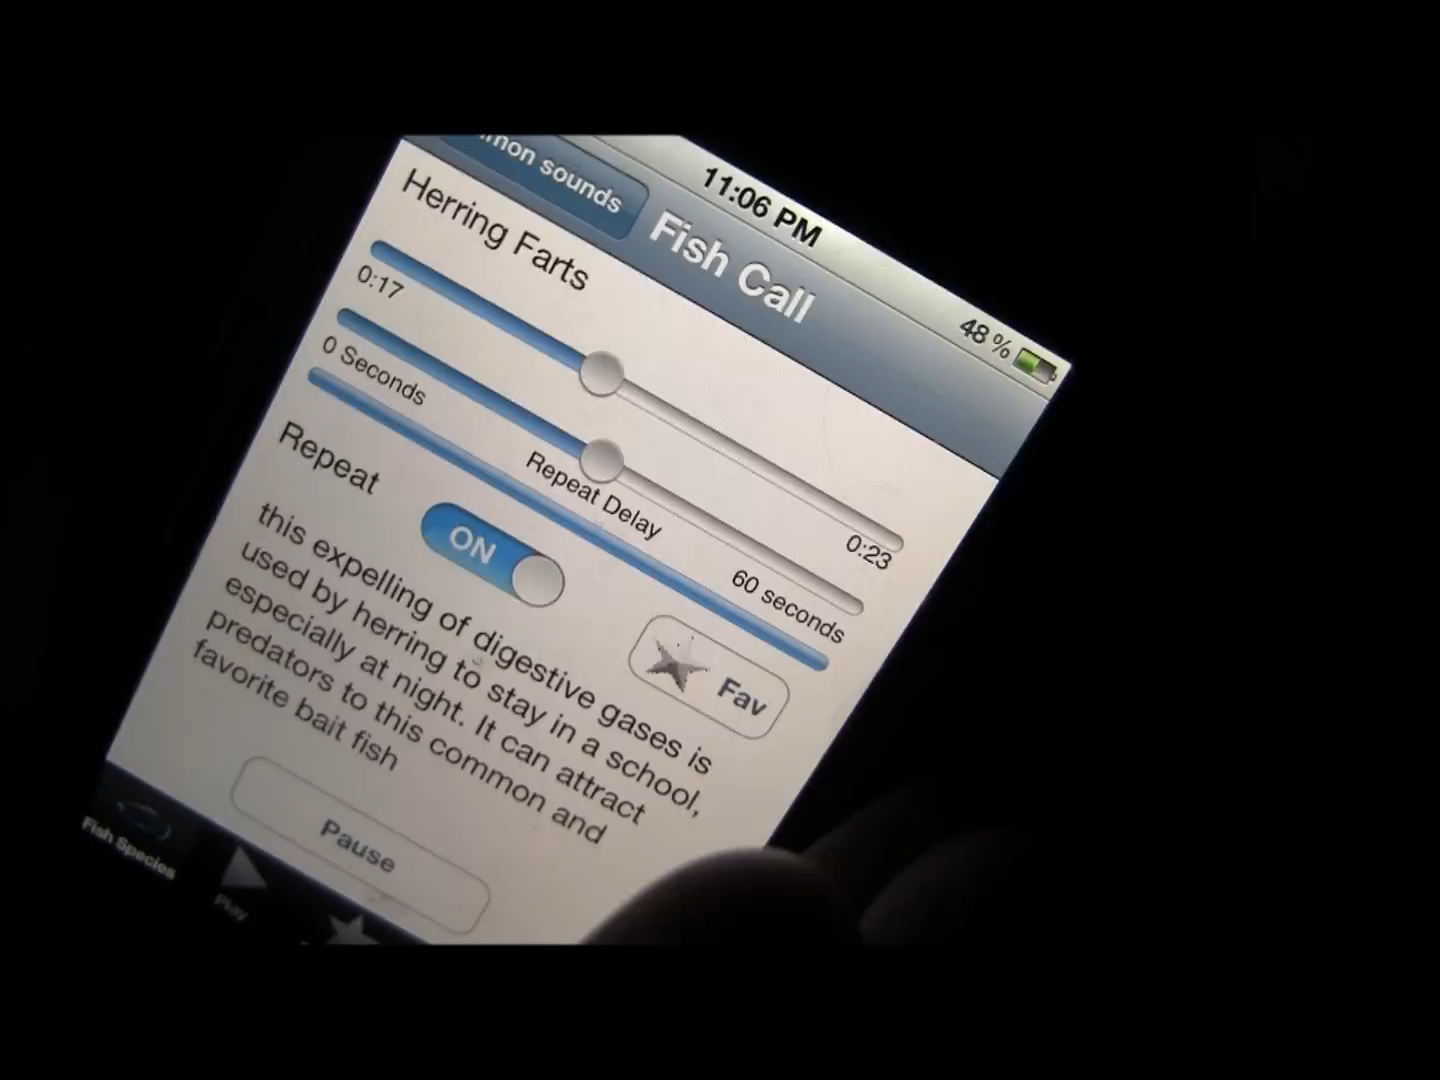 11:06 PM
48 %
mmon sounds
Fish Call
Herring Farts
0:17
0:23
0 Seconds
Repeat Delay
60 seconds
Repeat
ON
Fav
this expelling of digestive gases is
used by herring to stay in a school,
especially at night. It can attract
predators to this common and
favorite bait fish
Pause
Fish Species
Play